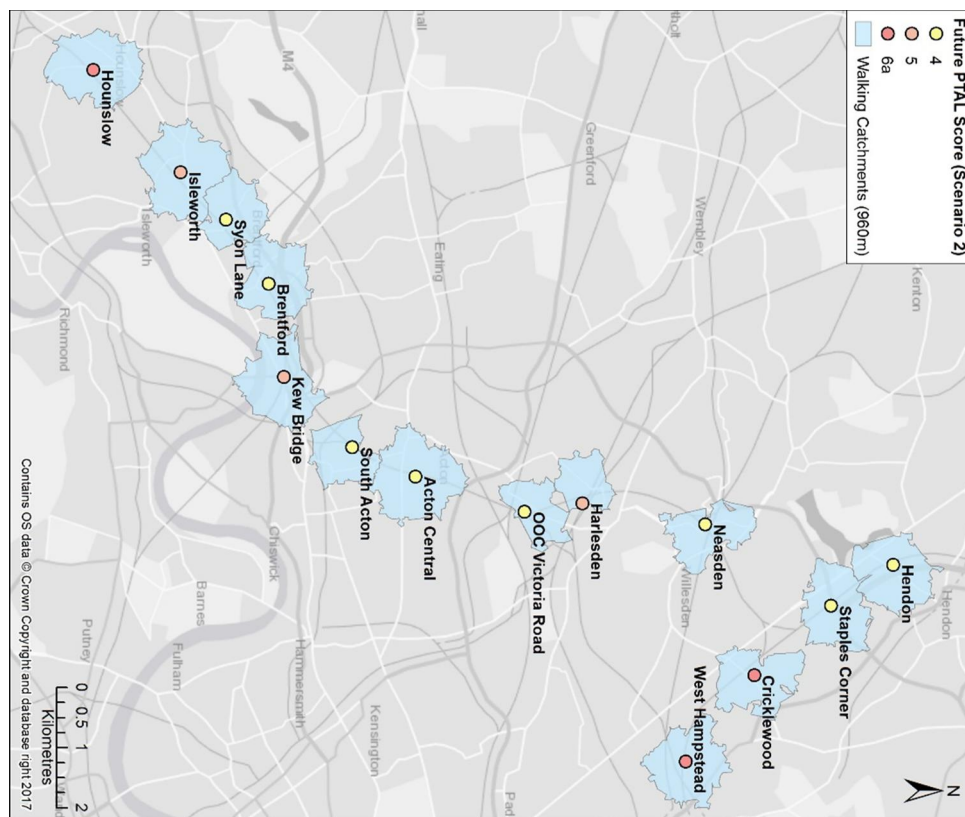 Future PTAL Score (Scenario 2)
4
5
6a
Walking Catchments (960m)
N
Kenton
Hendon
Hendon
Staples Corner
Cricklewood
West Hampstead
Wembley
Neasden
Willesden
Greenford
Harlesden
OOC Victoria Road
Ealing
Acton Central
South Acton
M4
Kew Bridge
Brentford
Syon Lane
Isleworth
Isleworth
Hounslow
Hounslow
Richmond
Chiswick
Hammersmith
Kensington
Pad
Barnes
Fulham
Putney
0 0.5 1 2
Kilometres
Contains OS data © Crown Copyright and database right 2017